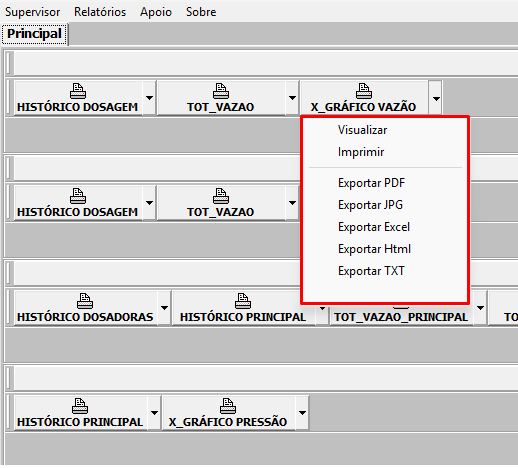 Supervisor Relatórios Apoio Sobre
Principal
HISTÓRICO DOSAGEM TOT_VAZAO X_GRÁFICO VAZÃO
Visualizar
Imprimir
Exportar PDF
Exportar JPG
Exportar Excel
Exportar Html
Exportar TXT
HISTÓRICO DOSAGEM TOT_VAZAO
HISTÓRICO DOSADORAS HISTÓRICO PRINCIPAL TOT_VAZAO_PRINCIPAL TO
HISTÓRICO PRINCIPAL X_GRÁFICO PRESSÃO